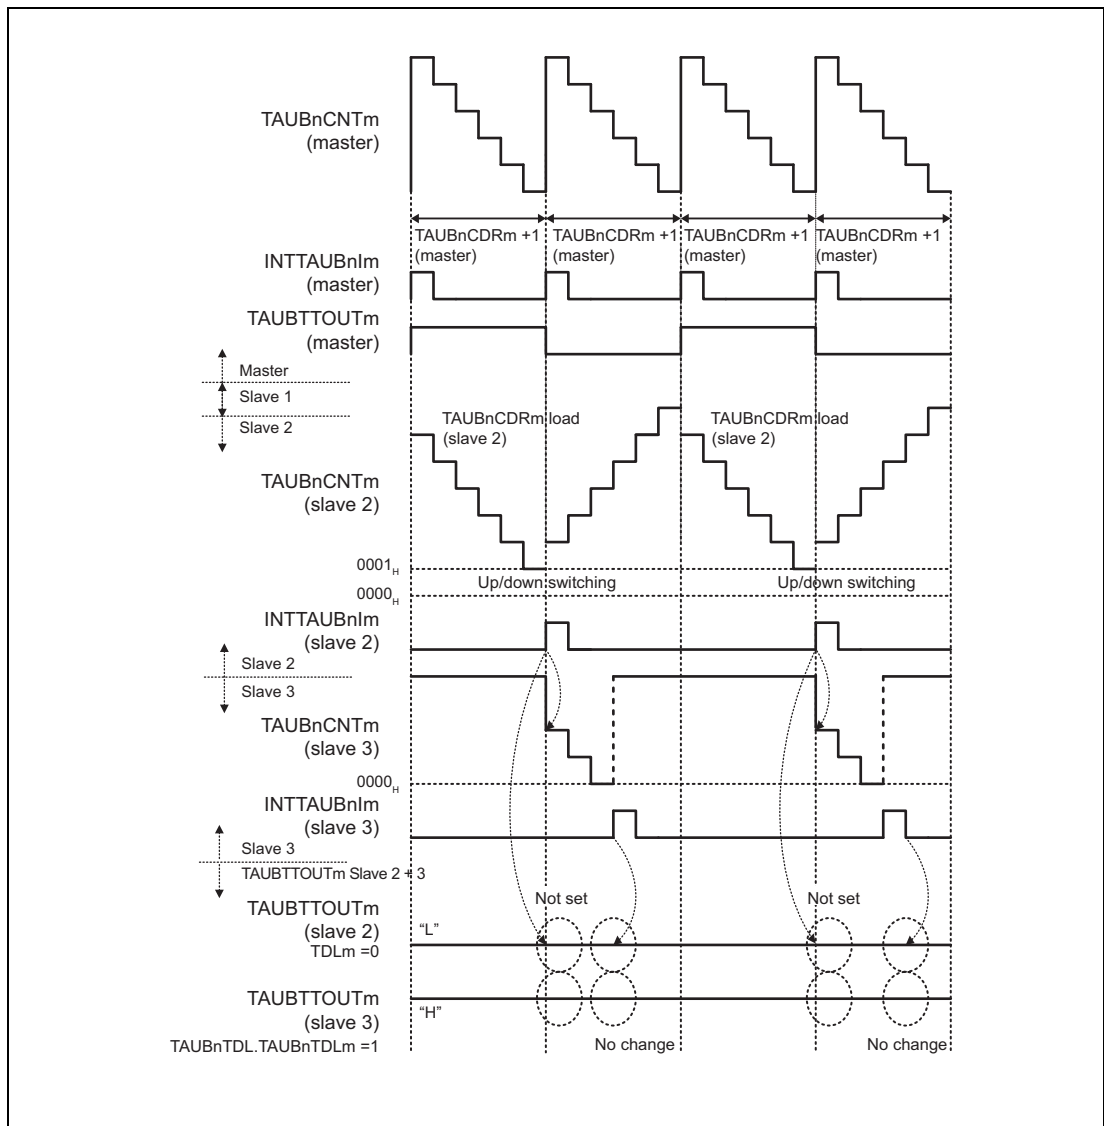 TAUBnCNTm
(master)
TAUBnCDRm +1
(master)
TAUBnCDRm +1
(master)
TAUBnCDRm +1
(master)
TAUBnCDRm +1
(master)
INTTAUBnIm
(master)
TAUBTTOUTm
(master)
Master
Slave 1
Slave 2
TAUBnCDRm load
(slave 2)
TAUBnCDRm load
(slave 2)
TAUBnCNTm
(slave 2)
0001H
Up/down switching
Up/down switching
0000H
INTTAUBnIm
(slave 2)
Slave 2
Slave 3
TAUBnCNTm
(slave 3)
0000H
INTTAUBnIm
(slave 3)
Slave 3
TAUBTTOUTm Slave 2 + 3
Not set
Not set
TAUBTTOUTm
(slave 2)
TDLm =0
“L”
TAUBTTOUTm
(slave 3)
“H”
TAUBnTDL.TAUBnTDLm =1
No change
No change